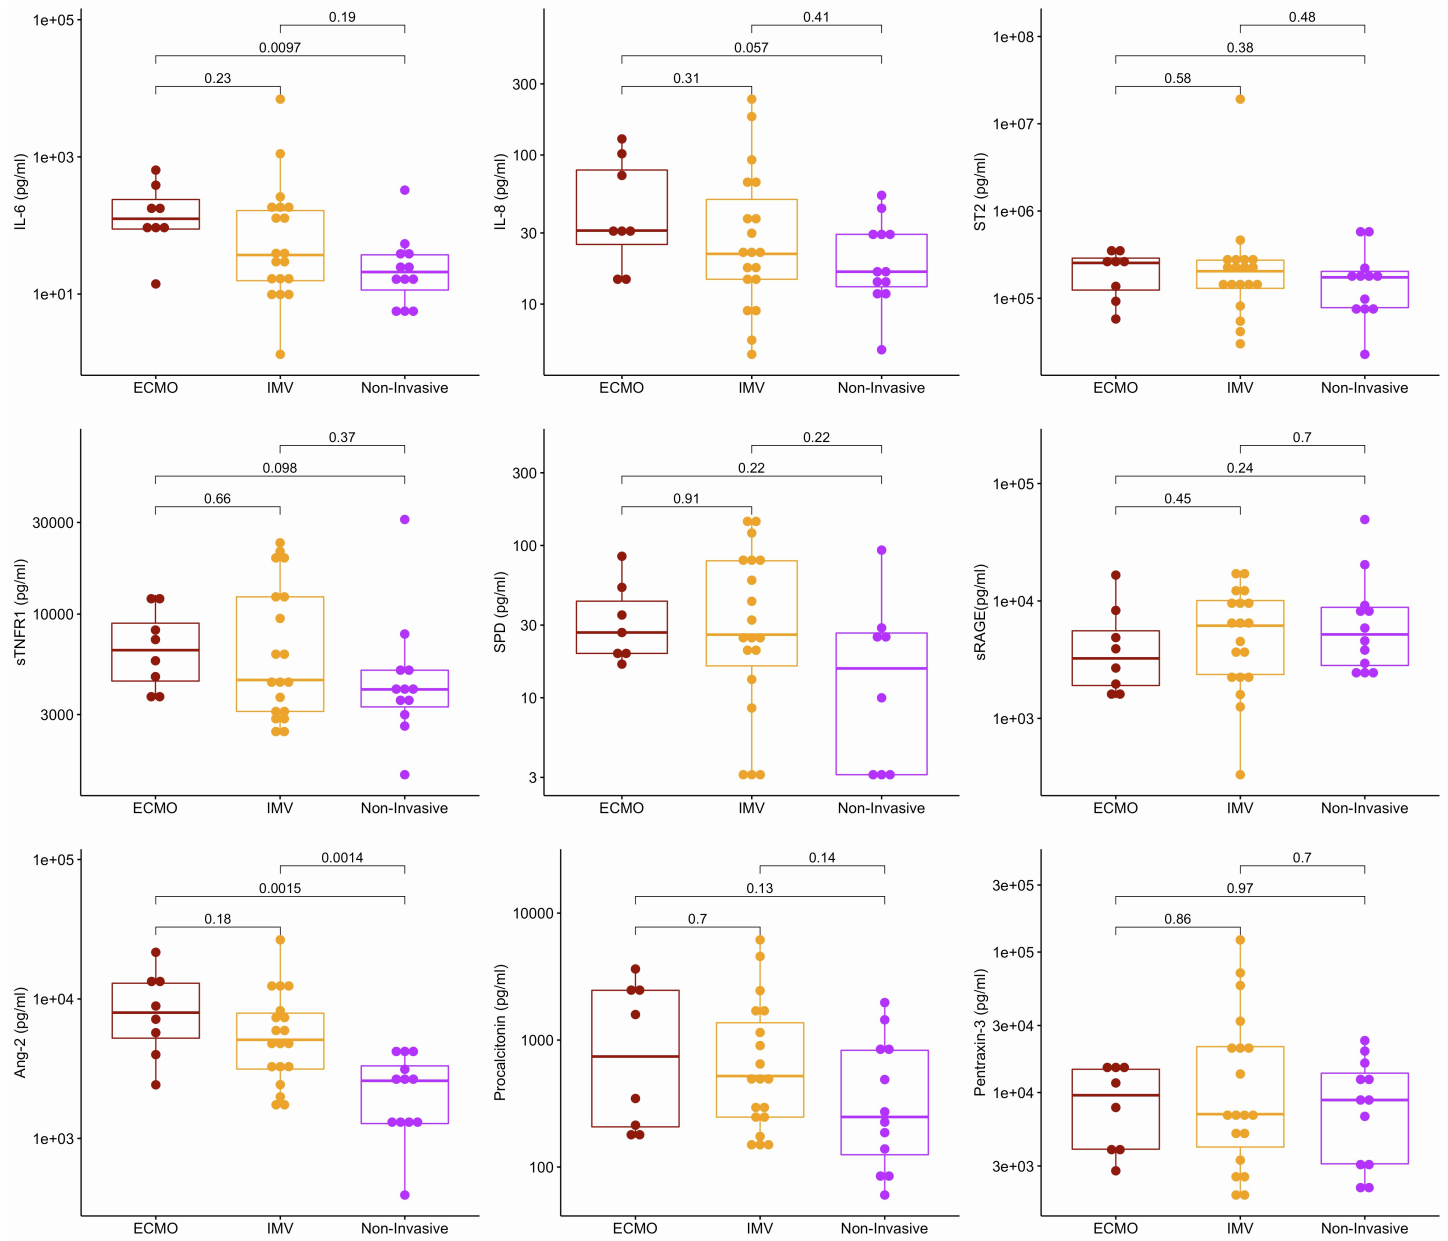 IL-6 (pg/ml)
1e+05
1e+03
1e+01
0.19
0.0097
0.23
ECMO IMV Non-Invasive
IL-8 (pg/ml)
300
100
30
10
0.41
0.057
0.31
ECMO IMV Non-Invasive
ST2 (pg/ml)
1e+08
1e+07
1e+06
1e+05
0.48
0.38
0.58
ECMO IMV Non-Invasive
sTNFR1 (pg/ml)
30000
10000
3000
0.37
0.098
0.66
ECMO IMV Non-Invasive
SPD (pg/ml)
300
100
30
10
3
0.22
0.22
0.91
ECMO IMV Non-Invasive
sRAGE(pg/ml)
1e+05
1e+04
1e+03
0.7
0.24
0.45
ECMO IMV Non-Invasive
Ang-2 (pg/ml)
1e+05
1e+04
1e+03
0.0014
0.0015
0.18
ECMO IMV Non-Invasive
Procalcitonin (pg/ml)
10000
1000
100
0.14
0.13
0.7
ECMO IMV Non-Invasive
Pentraxin-3 (pg/ml)
3e+05
1e+05
3e+04
1e+04
3e+03
0.7
0.97
0.86
ECMO IMV Non-Invasive